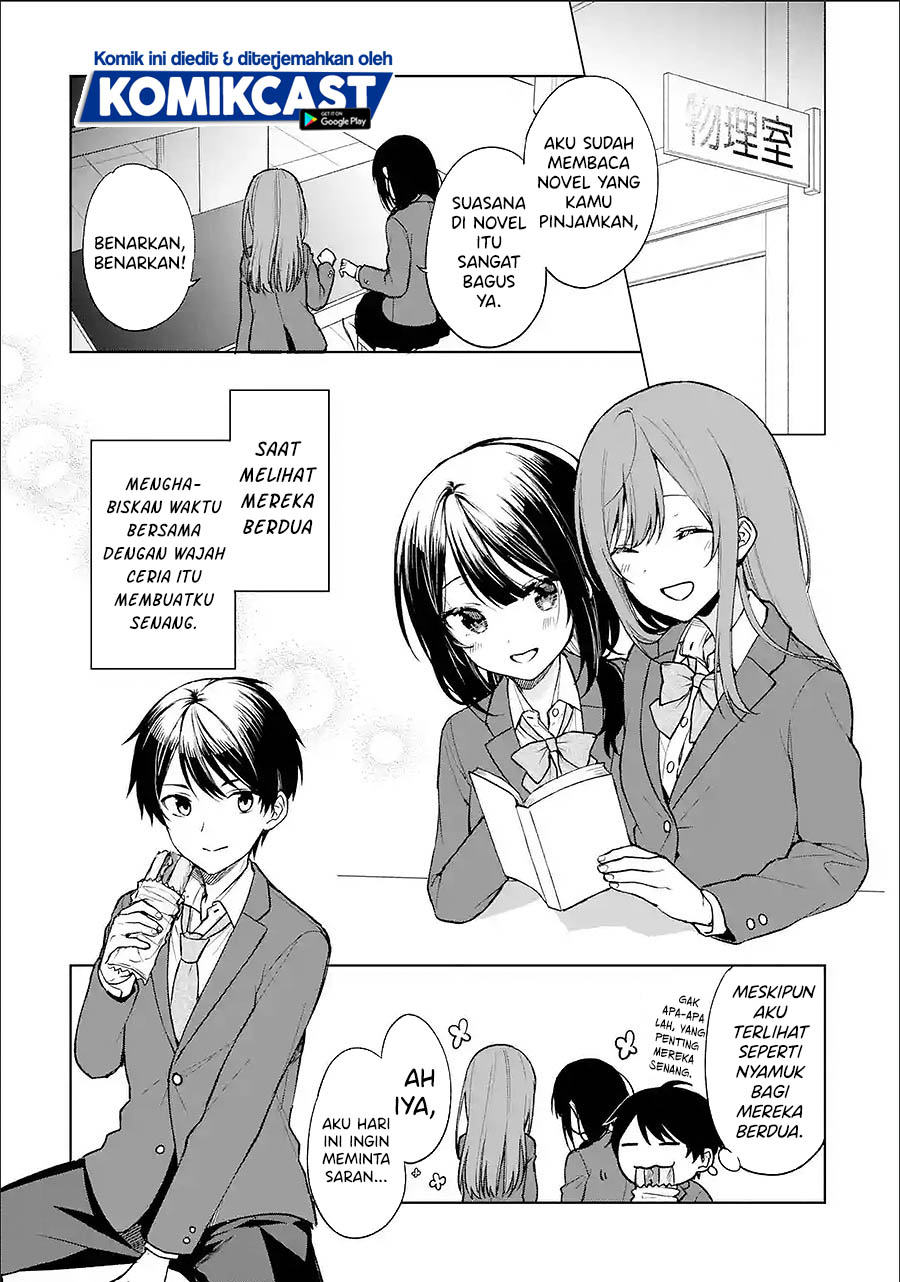 Komik ini diedit & diterjemahkan oleh
KOMIKCAST
GET IT ON
Google Play
物理室
AKU SUDAH
MEMBACA
NOVEL YANG
KAMU
PINJAMKAN,
SUASANA
DI NOVEL
ITU
SANGAT
BAGUS
YA.
BENARKAN,
BENARKAN!
SAAT
MELIHAT
MEREKA
BERDUA
MENGHA-
BISKAN WAKTU
BERSAMA
DENGAN WAJAH
CERIA ITU
MEMBUATKU
SENANG.
MESKIPUN
AKU
TERLIHAT
SEPERTI
NYAMUK
BAGI
MEREKA
BERDUA.
GAK
APA-APA
LAH, YANG
PENTING
MEREKA
SENANG.
AH
IYA,
AKU HARI
INI INGIN
MEMINTA
SARAN...